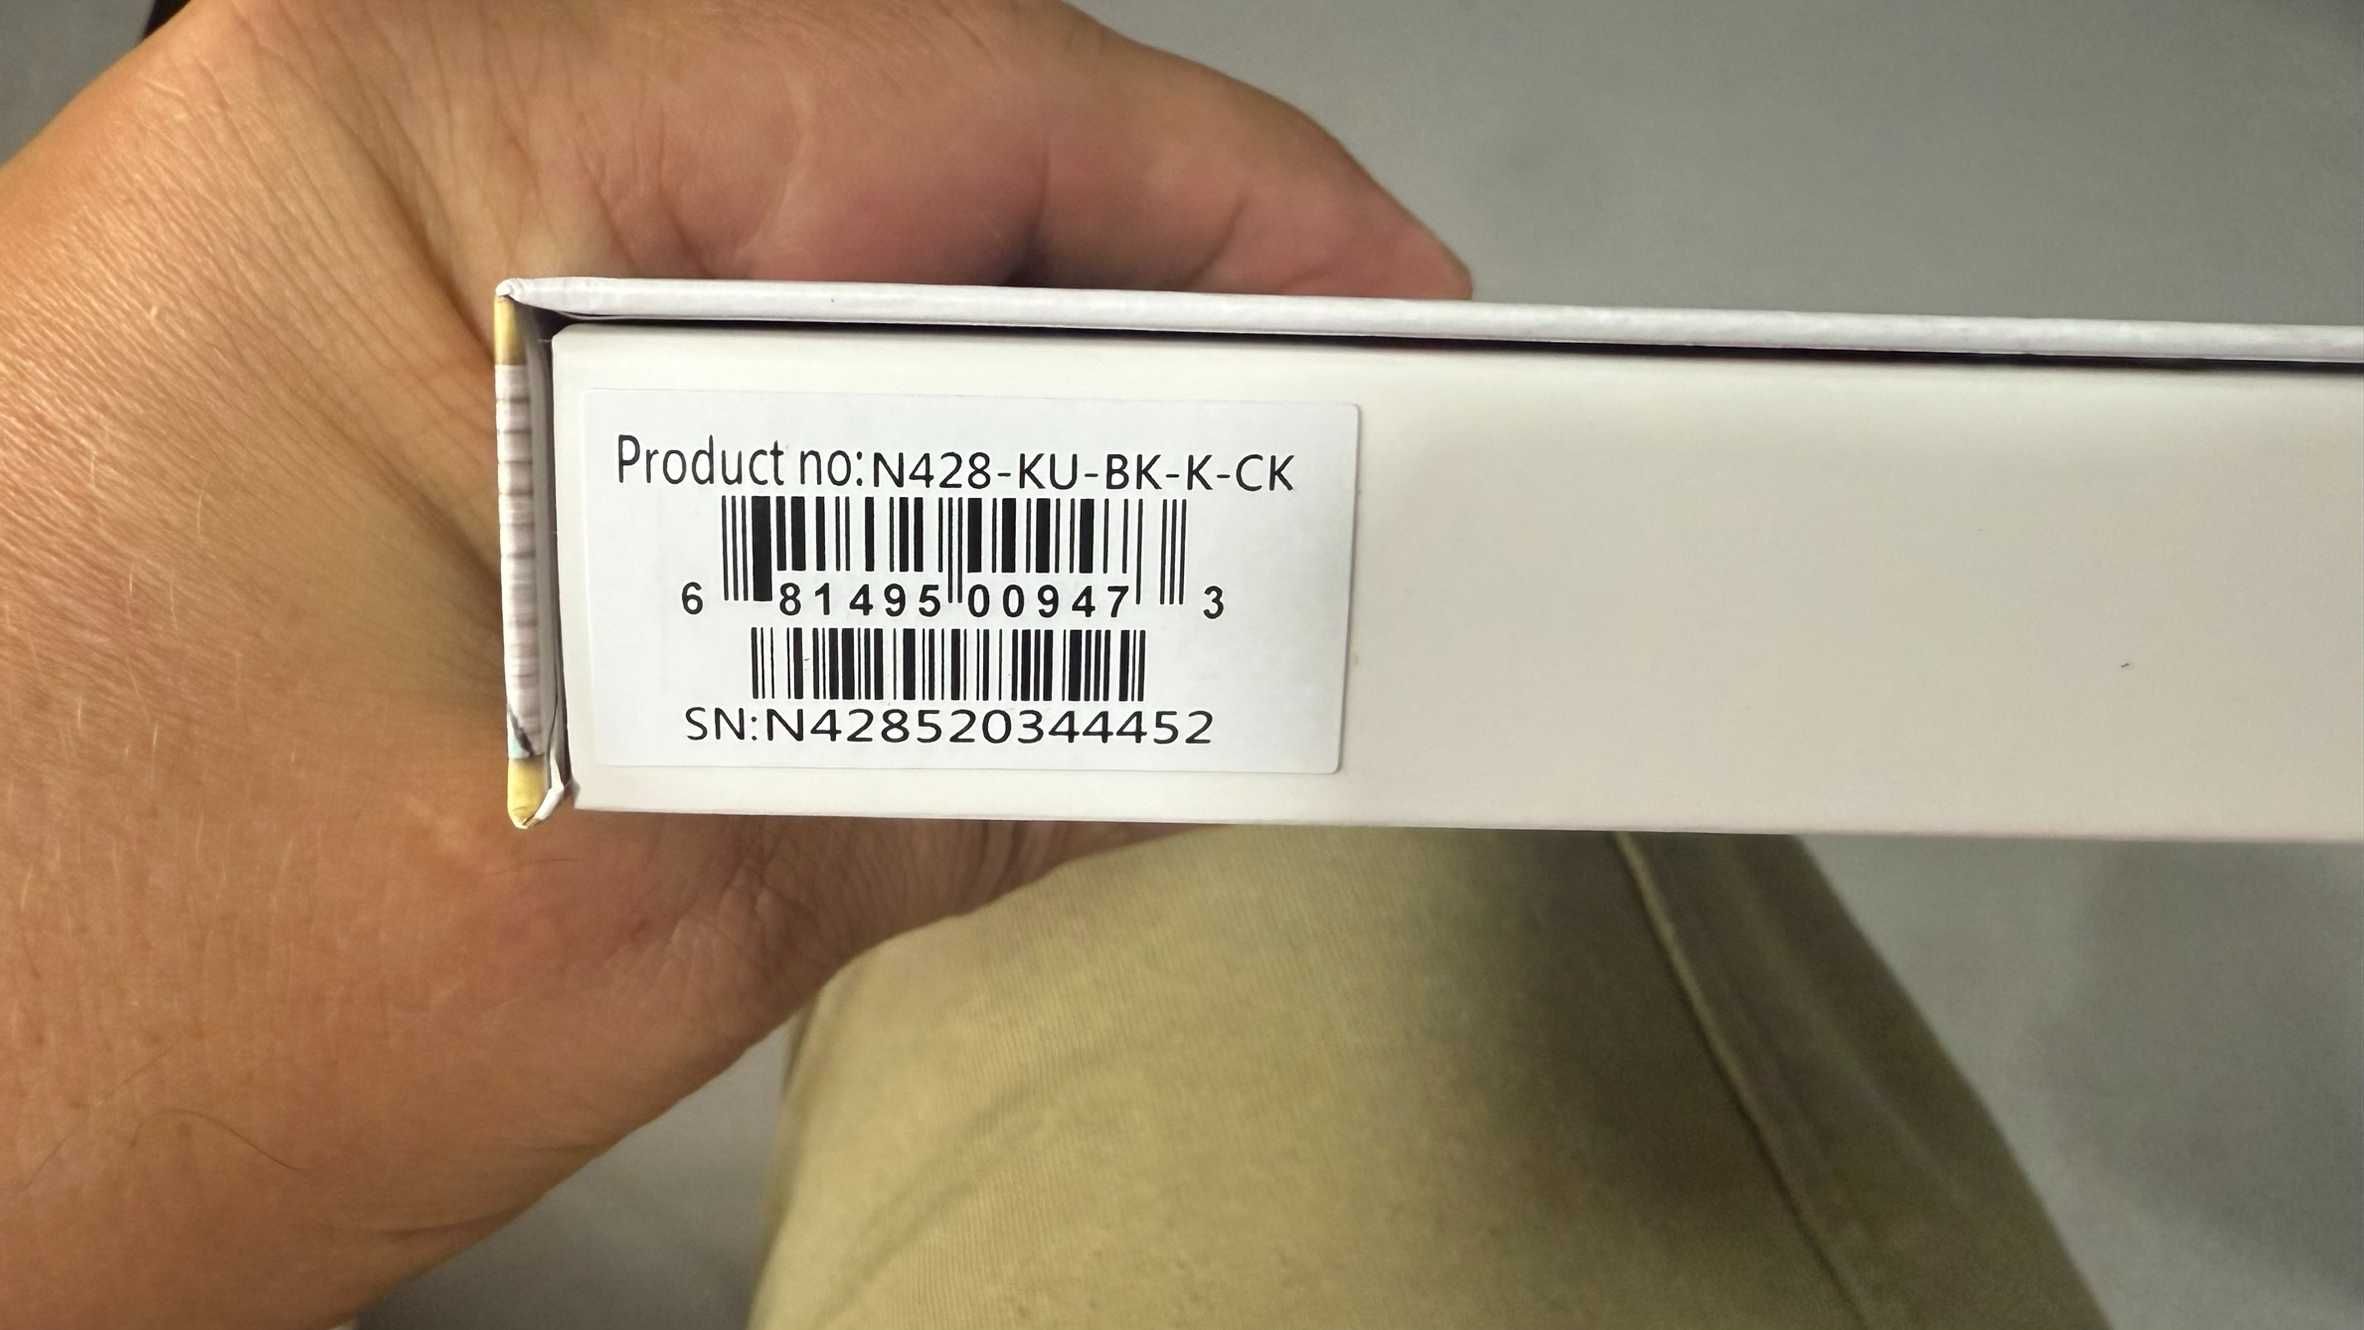 Product no:N428-KU-BK-K-CK
6 81495 00947 3
SN:N428520344452